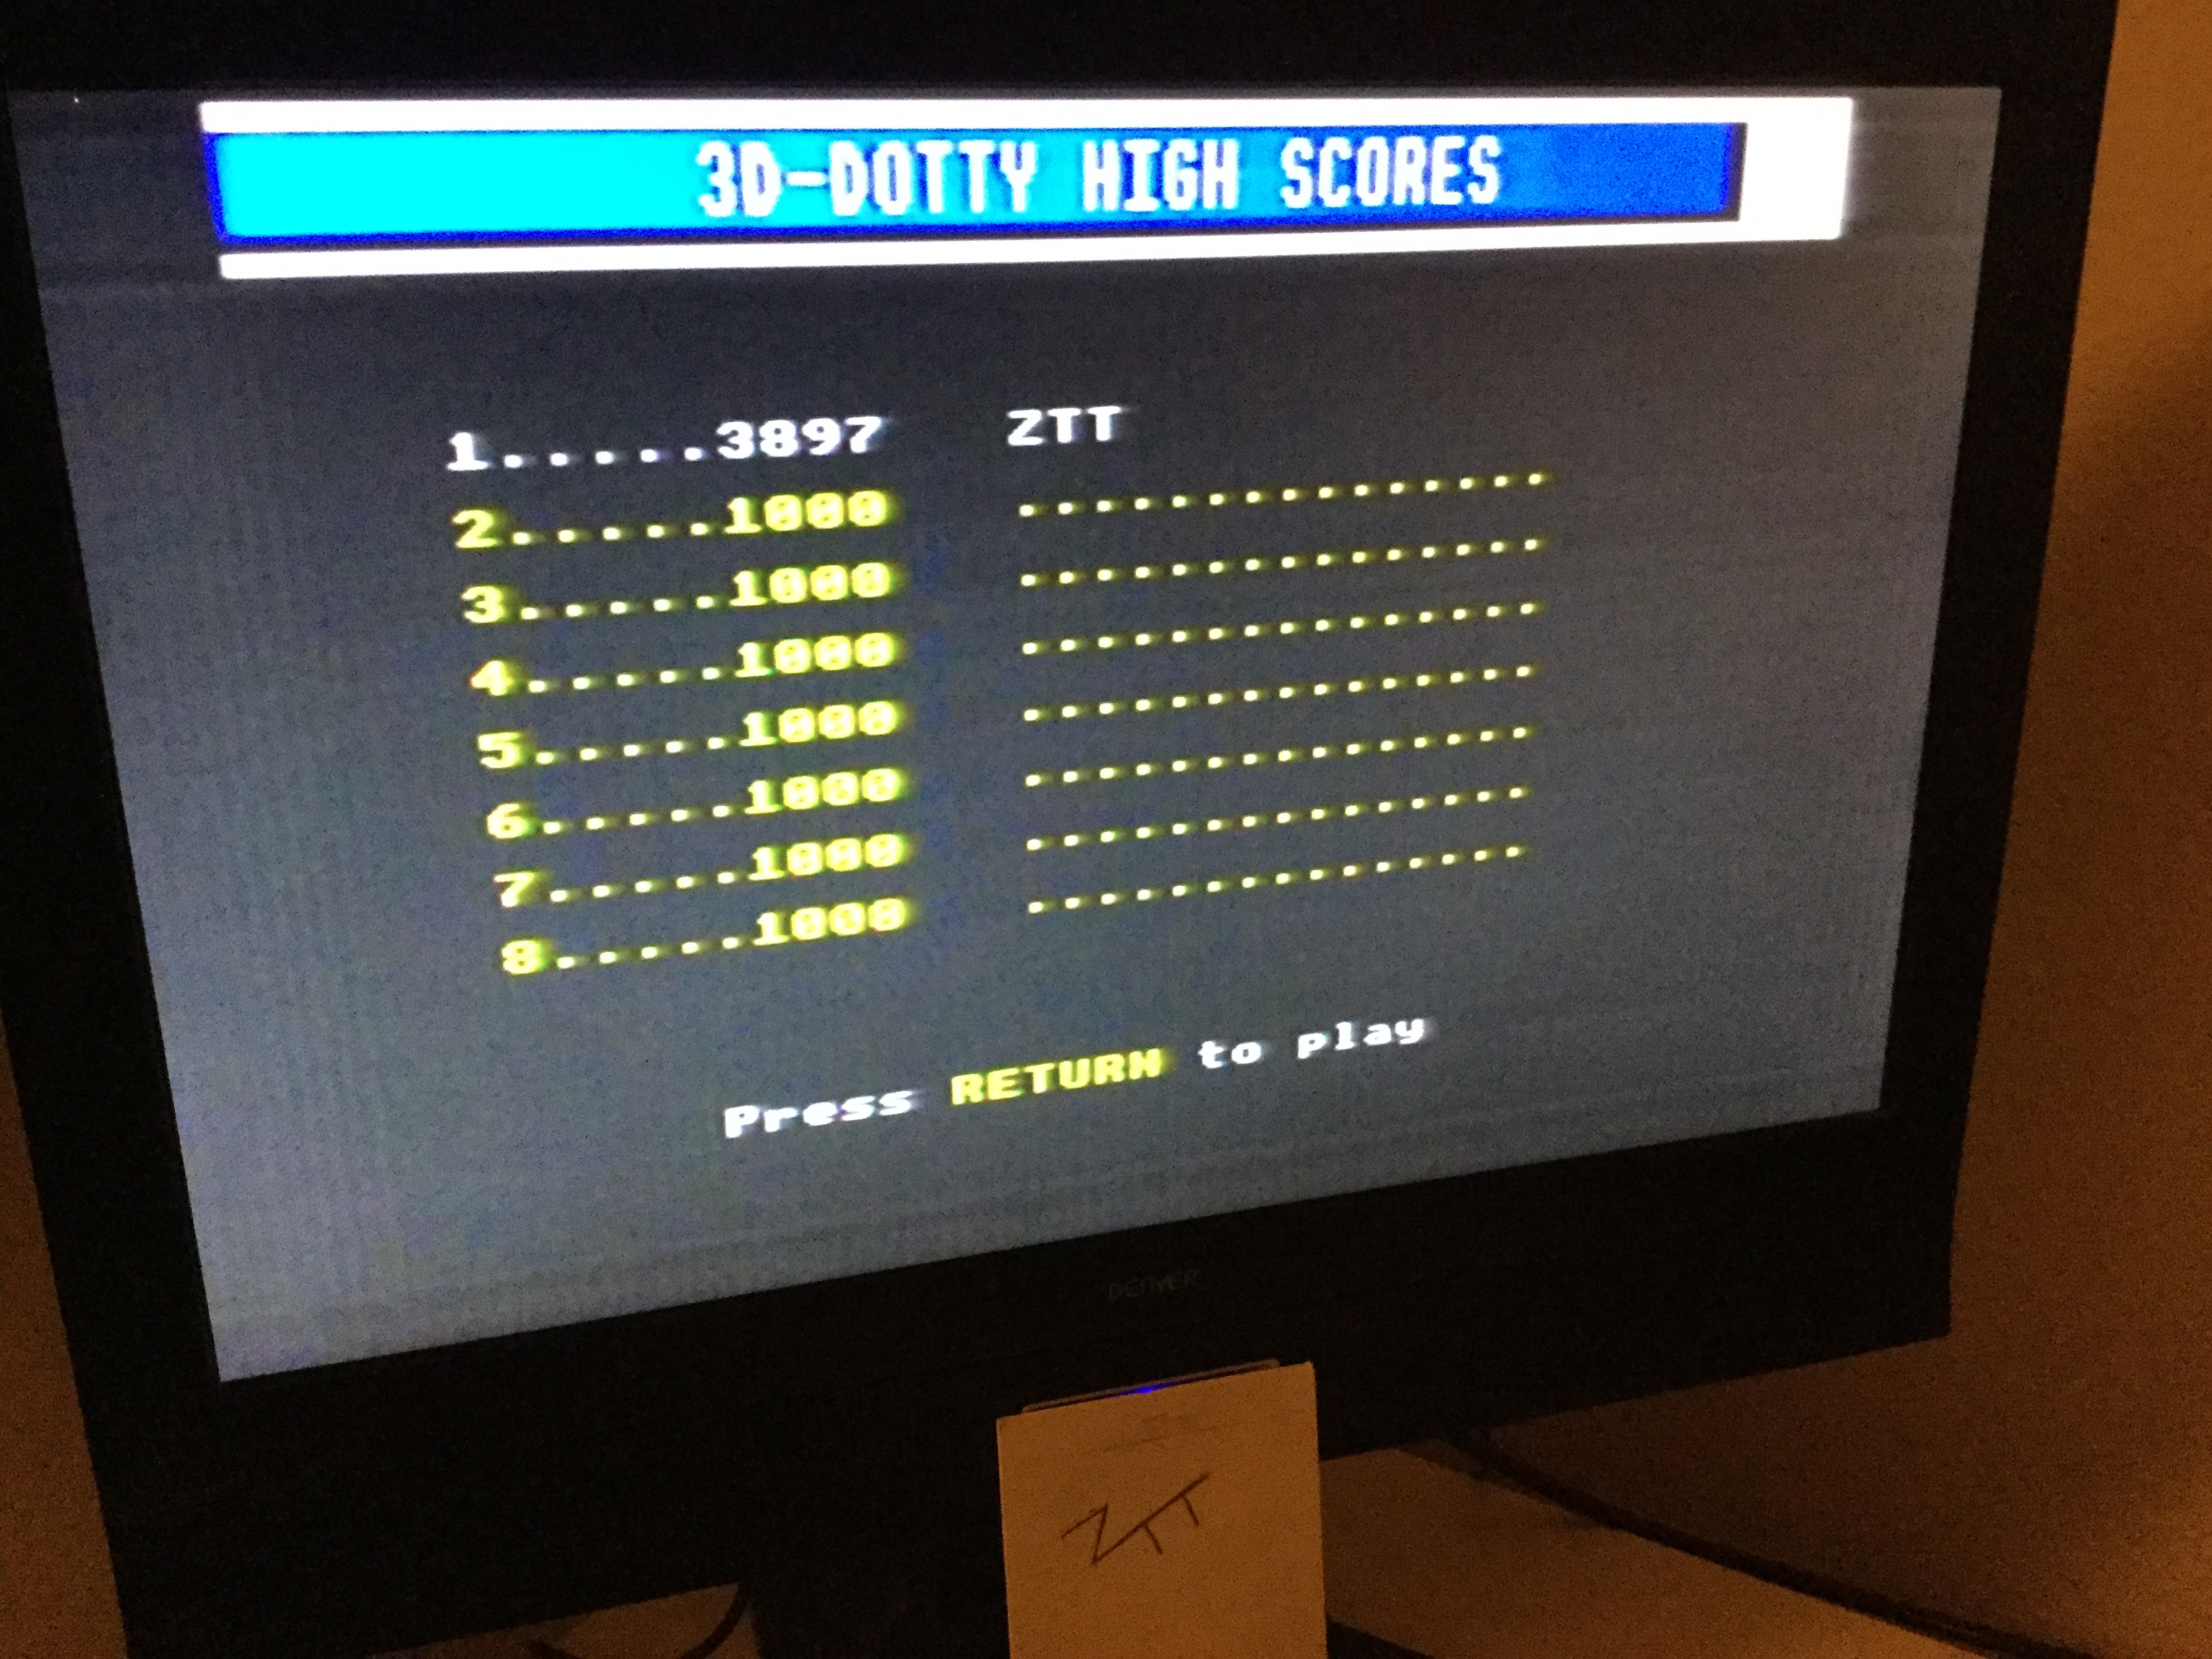 3D-DOTTY HIGH SCORES
1.....3897 ZTT
2.....1000 ...............
3.....1000 ...............
4.....1000 ...............
5.....1000 ...............
6.....1000 ...............
7.....1000 ...............
8.....1000 ...............
Press RETURN to play
DENVER
ZTT